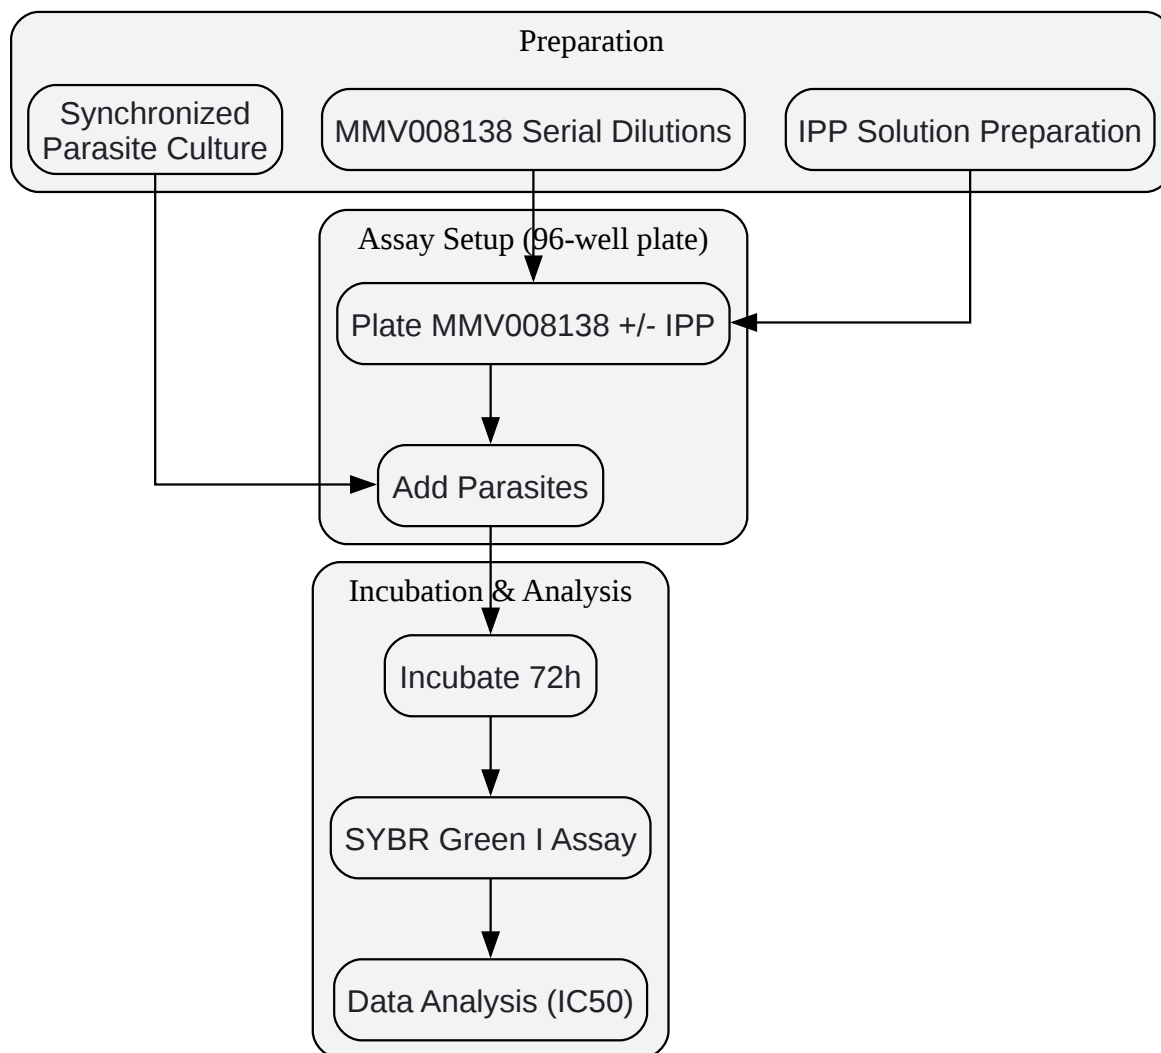 Preparation
Synchronized
Parasite Culture
MMV008138 Serial Dilutions
IPP Solution Preparation
Assay Setup (96-well plate)
Plate MMV008138 +/- IPP
Add Parasites
Incubation & Analysis
Incubate 72h
SYBR Green I Assay
Data Analysis (IC50)